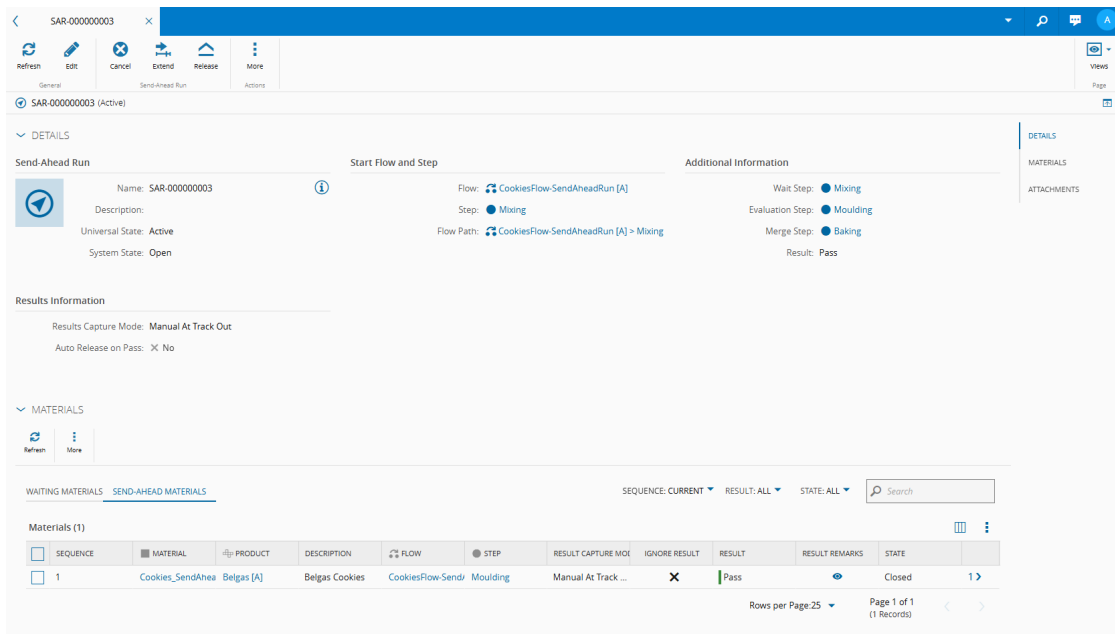 SAR-000000003
A
Refresh Edit Cancel Extend Release More Views
General Send-Ahead Run Actions Page
SAR-000000003 (Active)
DETAILS
Send-Ahead Run
Name: SAR-000000003
Description:
Universal State: Active
System State: Open
Start Flow and Step
Flow: CookiesFlow-SendAheadRun [A]
Step: Mixing
Flow Path: CookiesFlow-SendAheadRun [A] > Mixing
Additional Information
Wait Step: Mixing
Evaluation Step: Moulding
Merge Step: Baking
Result: Pass
DETAILS
MATERIALS
ATTACHMENTS
Results Information
Results Capture Mode: Manual At Track Out
Auto Release on Pass: No
MATERIALS
Refresh More
WAITING MATERIALS SEND-AHEAD MATERIALS SEQUENCE: CURRENT RESULT: ALL STATE: ALL Search
Materials (1)
SEQUENCE MATERIAL PRODUCT DESCRIPTION FLOW STEP RESULT CAPTURE MOD IGNORE RESULT RESULT RESULT REMARKS STATE
1 Cookies_SendAhea Belgas [A] Belgas Cookies CookiesFlow-Send/ Moulding Manual At Track ... Pass Closed 1
Rows per Page:25 Page 1 of 1
(1 Records)